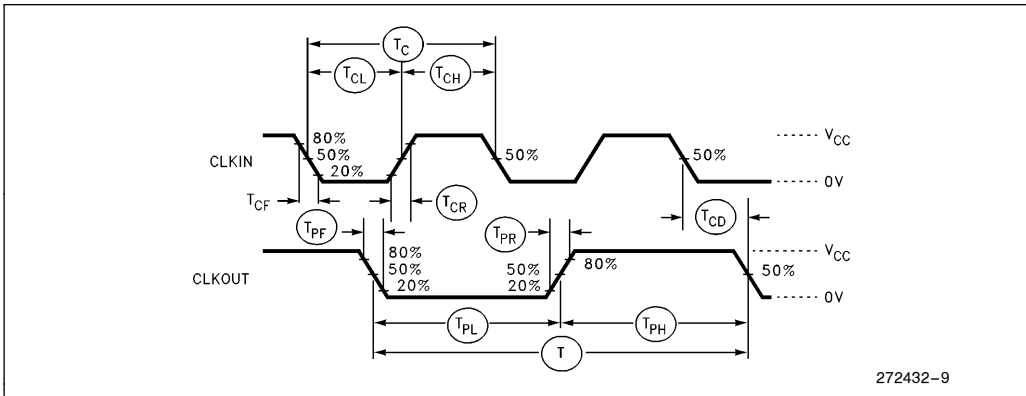 T_C
T_CL
T_CH
80%
50%
20%
50%
50%
V_CC
0V
CLKIN
T_CF
T_CR
T_CD
T_PF
T_PR
80%
50%
20%
50%
20%
80%
50%
V_CC
0V
CLKOUT
T_PL
T_PH
T
272432-9